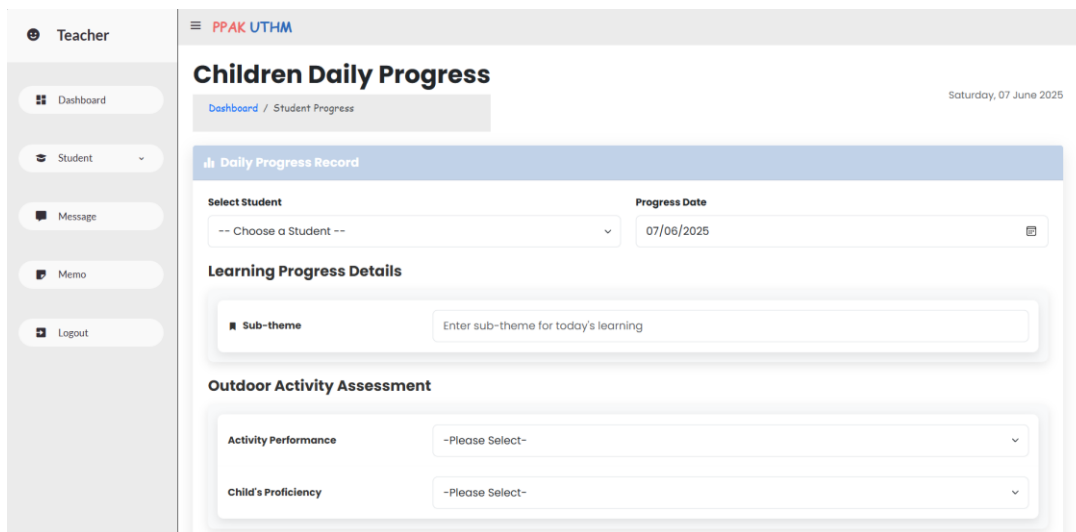 Teacher
PPAK UTHM
Children Daily Progress
Dashboard / Student Progress
Saturday, 07 June 2025
Dashboard
Student
Message
Memo
Logout
Daily Progress Record
Select Student
Progress Date
-- Choose a Student --
07/06/2025
Learning Progress Details
Sub-theme
Enter sub-theme for today's learning
Outdoor Activity Assessment
Activity Performance
-Please Select-
Child's Proficiency
-Please Select-